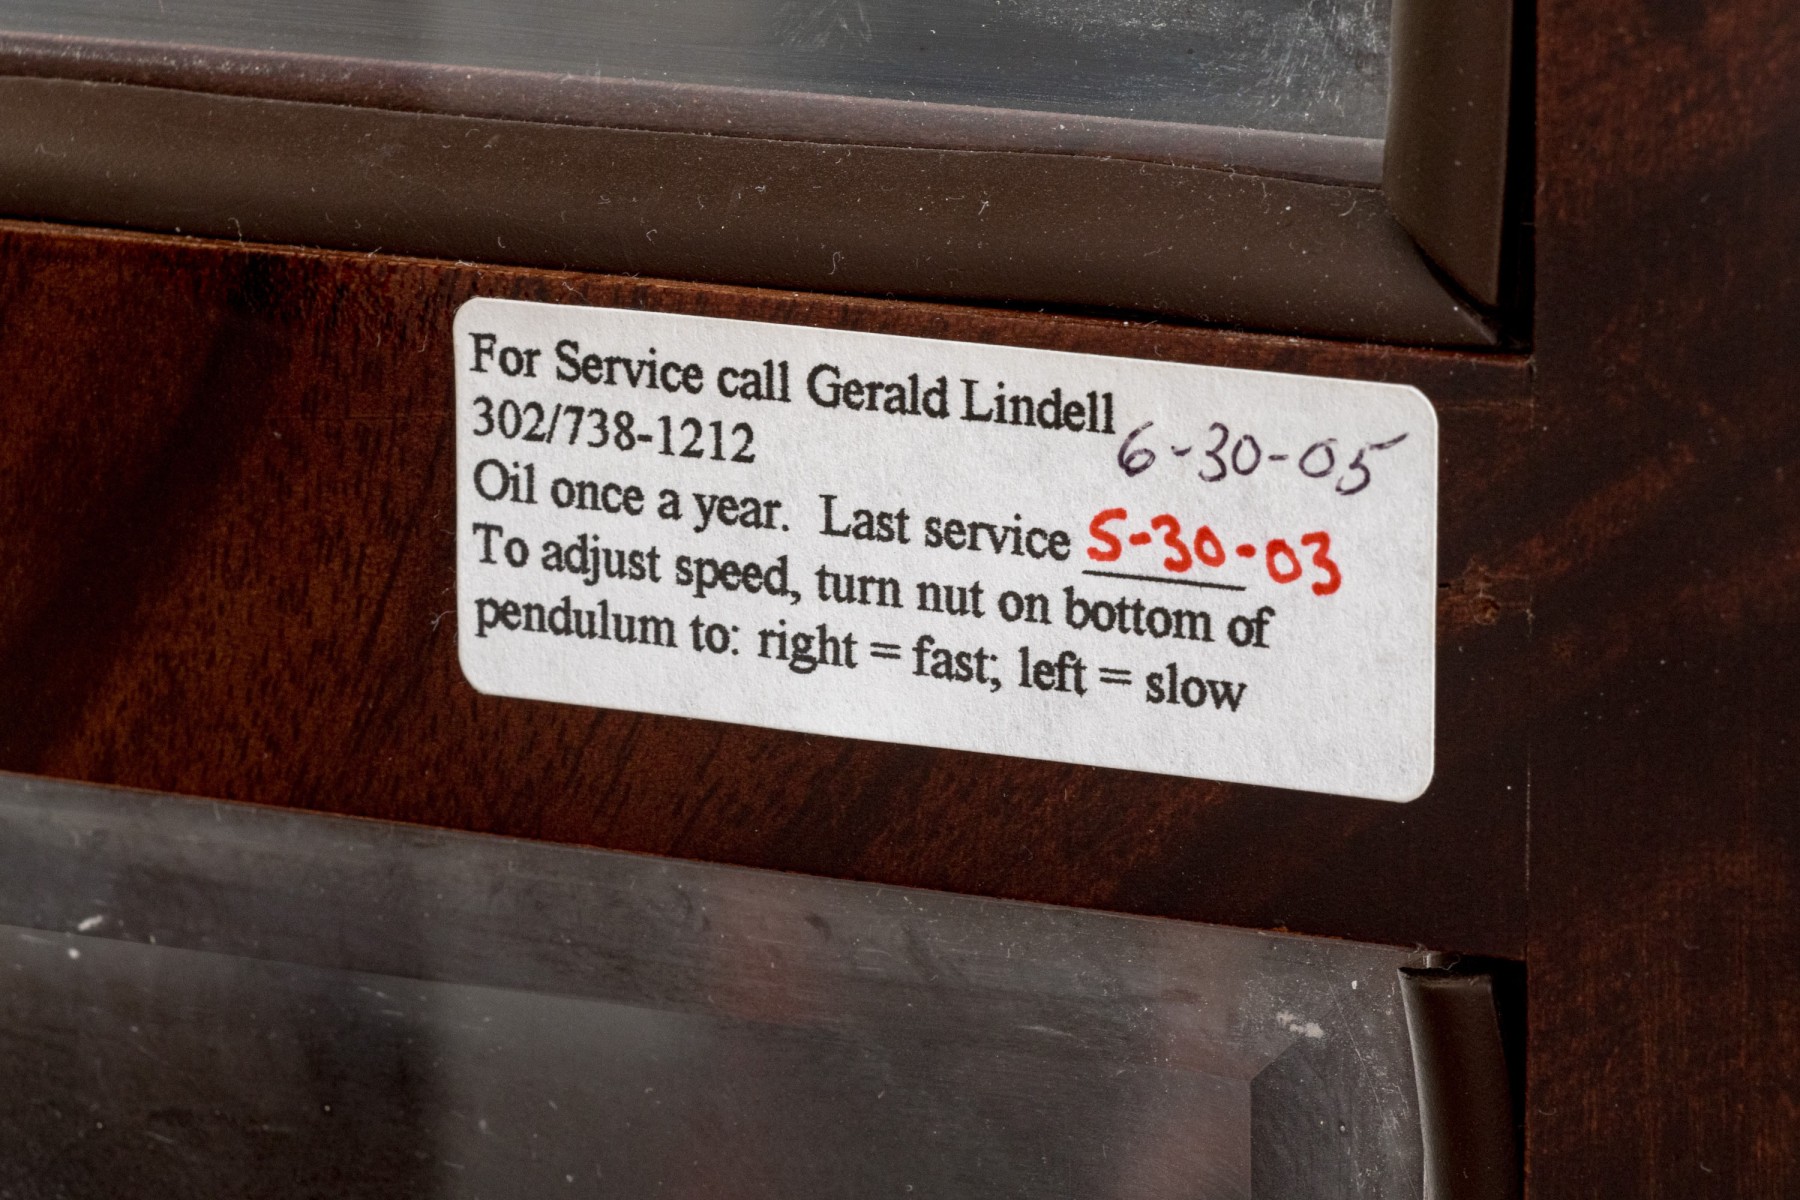 For Service call Gerald Lindell
302/738-1212 6-30-05
Oil once a year. Last service 5-30-03
To adjust speed, turn nut on bottom of
pendulum to: right = fast; left = slow